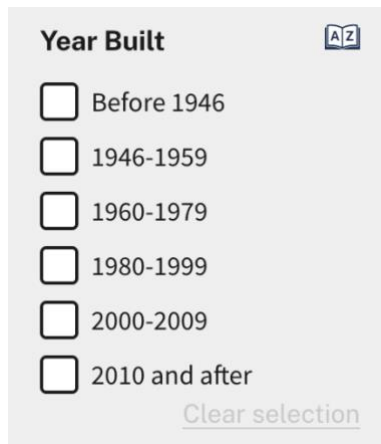 Year Built
AZ
Before 1946
1946-1959
1960-1979
1980-1999
2000-2009
2010 and after
Clear selection